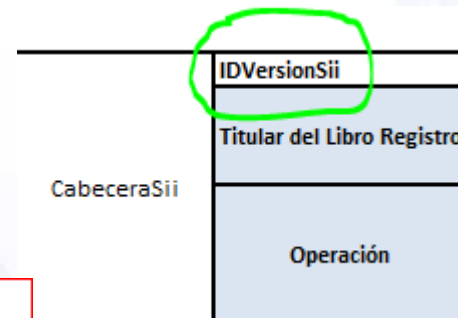 IDVersionSii
Titular del Libro Registro
CabeceraSii
Operación